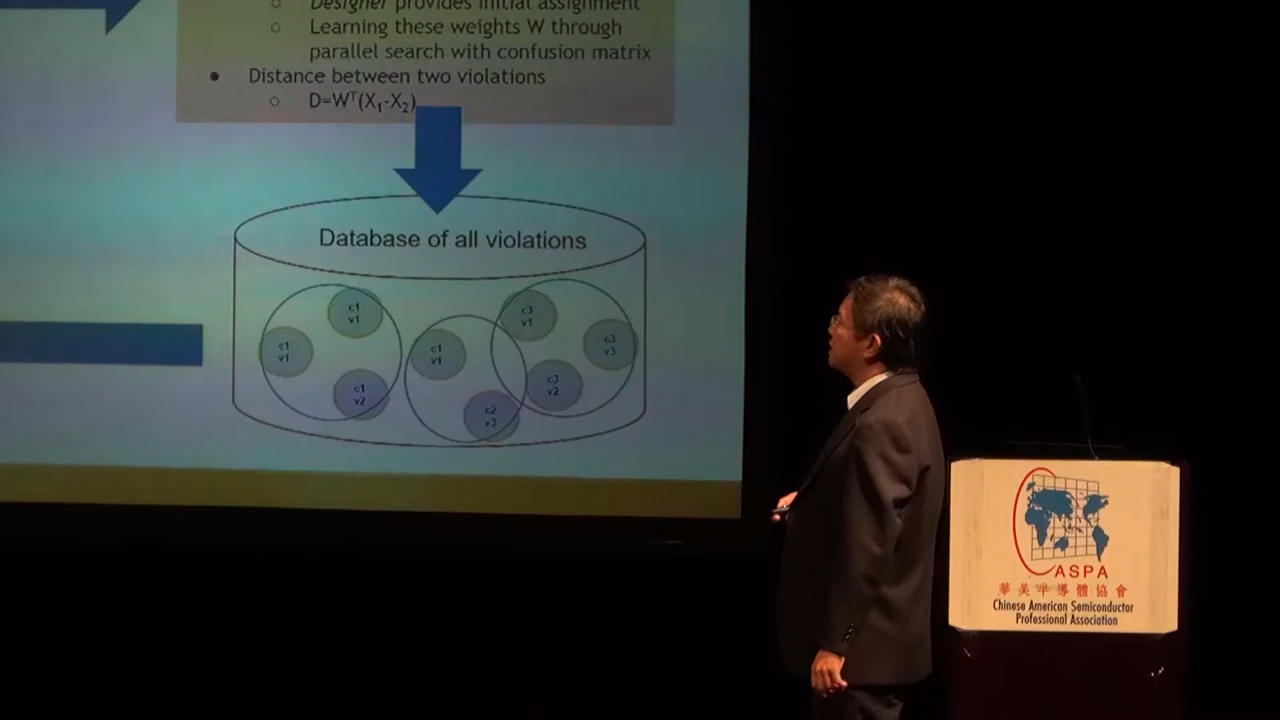 ○ Designer provides initial assignment
○ Learning these weights W through
parallel search with confusion matrix
● Distance between two violations
○ D=Wᵀ(X₁-X₂)
Database of all violations
c1
v1
c3
v1
c1
v1
c1
v1
c3
v3
c1
v2
c3
v2
c2
v3
CASPA
華美半導體協會
Chinese American Semiconductor
Professional Association